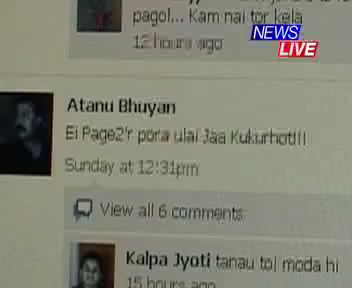 pagol... Kam nai tor kela
NEWS
LIVE
12 hours ago
Atanu Bhuyan
Ei Page2'r pora ulai Jaa Kukurhot!!!
Sunday at 12:31pm
View all 6 comments
Kalpa Jyoti tanau toi moda hi
15 hours ago